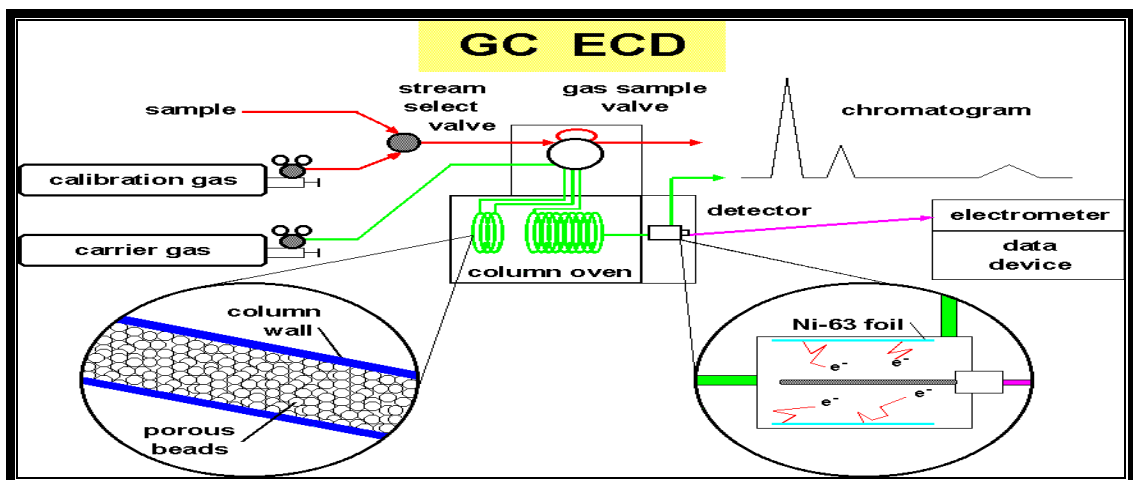 GC ECD
sample
stream
select
valve
gas sample
valve
chromatogram
calibration gas
carrier gas
detector
electrometer
data
device
column oven
column
wall
porous
beads
Ni-63 foil
e-
e-
e-
e-